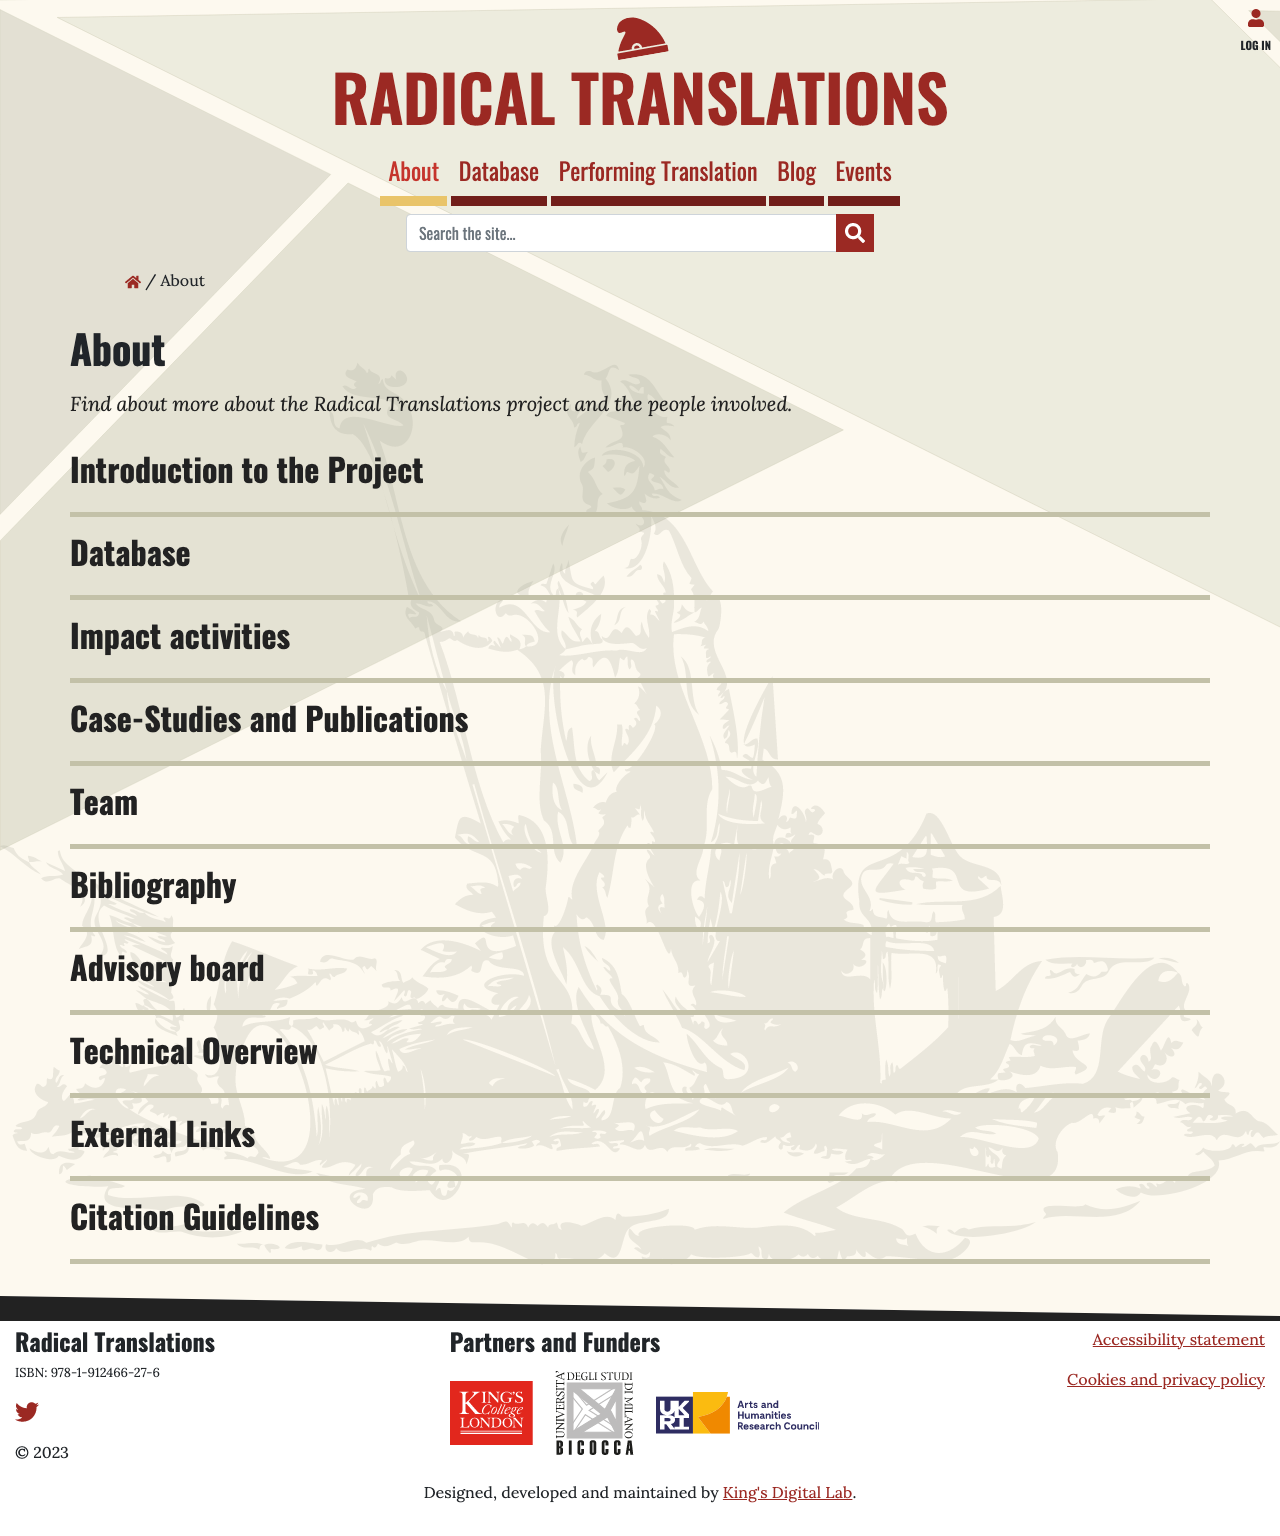 LOG IN
RADICAL TRANSLATIONS
About Database Performing Translation Blog Events
Search the site...
/ About
About
Find about more about the Radical Translations project and the people involved.
Introduction to the Project
Database
Impact activities
Case-Studies and Publications
Team
Bibliography
Advisory board
Technical Overview
External Links
Citation Guidelines
Radical Translations
ISBN: 978-1-912466-27-6
© 2023
Partners and Funders
KING'S
College
LONDON
UNIVERSITA'
DEGLI STUDI
DI MILANO
BICOCCA
UK
RI
Arts and
Humanities
Research Council
Accessibility statement
Cookies and privacy policy
Designed, developed and maintained by King's Digital Lab.